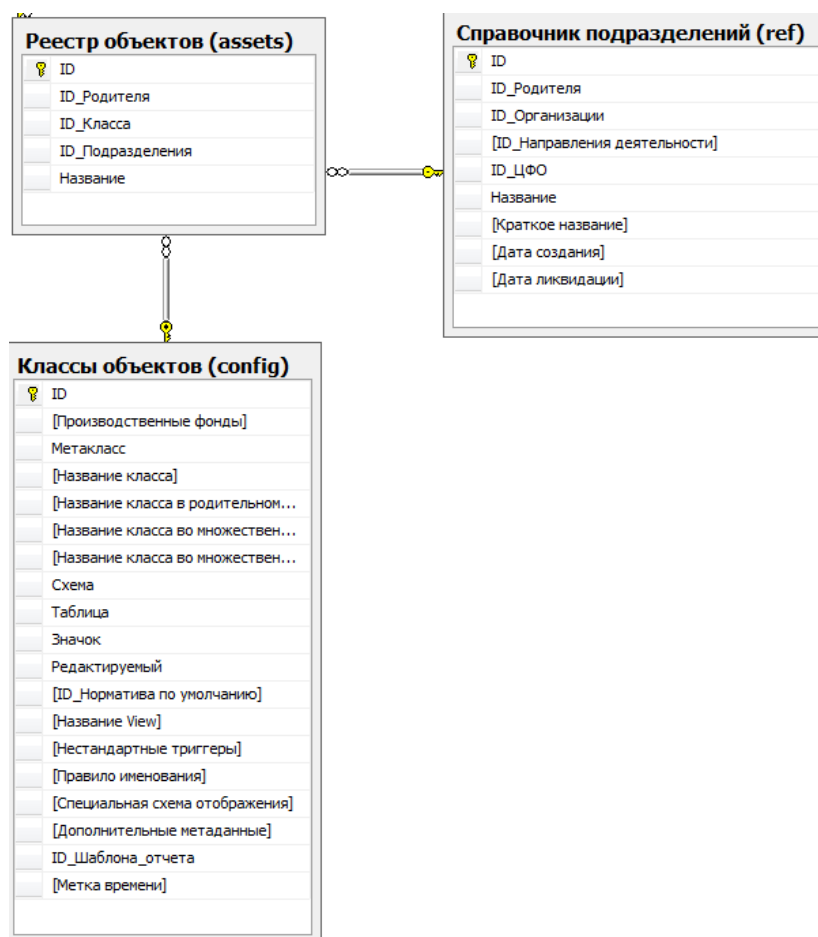 Реестр объектов (assets)
ID
ID_Родителя
ID_Класса
ID_Подразделения
Название
Справочник подразделений (ref)
ID
ID_Родителя
ID_Организации
[ID_Направления деятельности]
ID_ЦФО
Название
[Краткое название]
[Дата создания]
[Дата ликвидации]
Классы объектов (config)
ID
[Производственные фонды]
Метакласс
[Название класса]
[Название класса в родительном...
[Название класса во множествен...
[Название класса во множествен...
Схема
Таблица
Значок
Редактируемый
[ID_Норматива по умолчанию]
[Название View]
[Нестандартные триггеры]
[Правило именования]
[Специальная схема отображения]
[Дополнительные метаданные]
ID_Шаблона_отчета
[Метка времени]